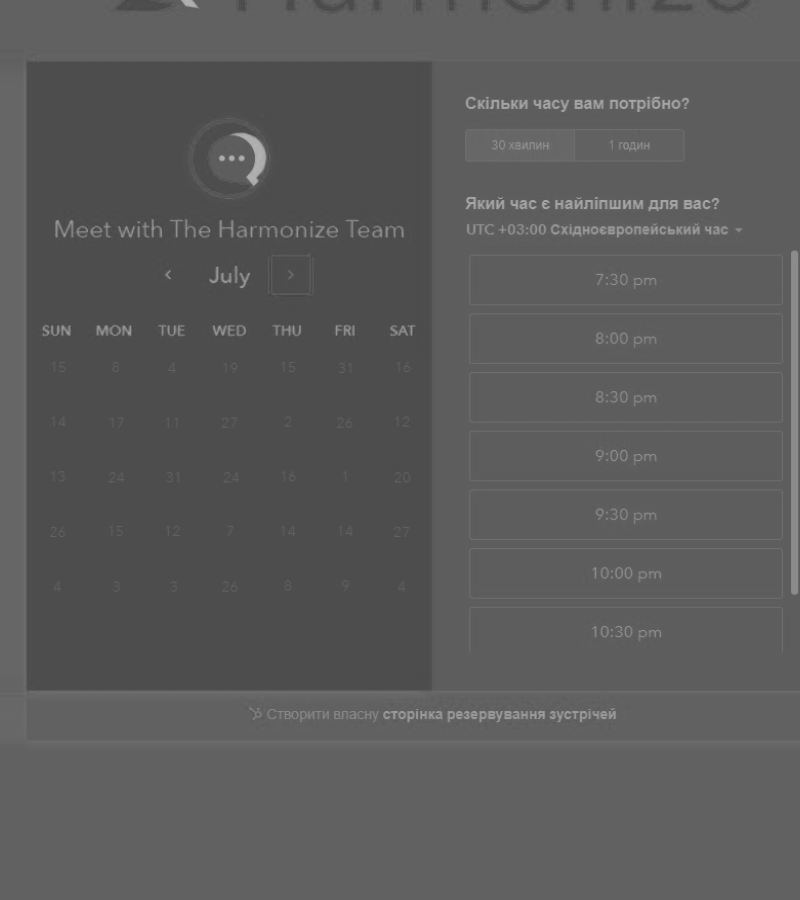 Harmonize
Meet with The Harmonize Team
July
SUN MON TUE WED THU FRI SAT
15 8 4 19 15 31 16
14 17 11 27 2 26 12
13 24 31 24 16 1 20
26 15 12 7 14 14 27
4 3 3 26 8 9 4
Скільки часу вам потрібно?
30 хвилин 1 годин
Який час є найліпшим для вас?
UTC +03:00 Східноєвропейський час
7:30 pm
8:00 pm
8:30 pm
9:00 pm
9:30 pm
10:00 pm
10:30 pm
Створити власну сторінка резервування зустрічей